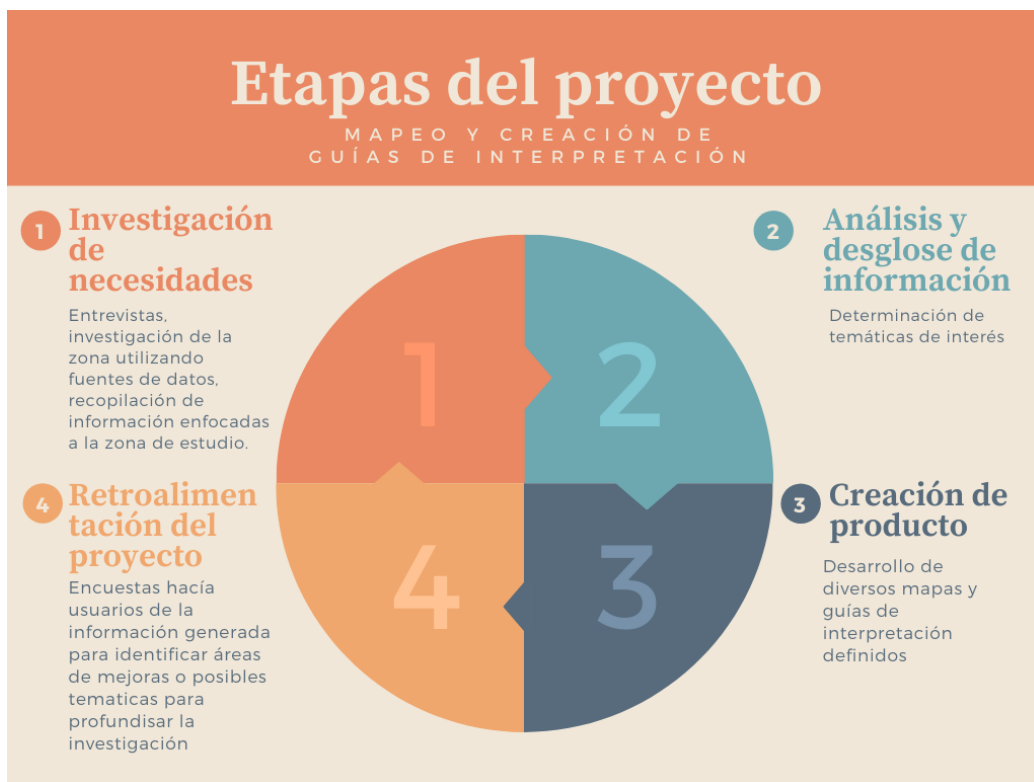 Etapas del proyecto
MAPEO Y CREACIÓN DE
GUÍAS DE INTERPRETACIÓN
1
Investigación
de
necesidades
Entrevistas,
investigación de la
zona utilizando
fuentes de datos,
recopilación de
información enfocadas
a la zona de estudio.
2
Análisis y
desglose de
información
Determinación de
temáticas de interés
1
2
4
3
4
Retroalimen
tación del
proyecto
Encuestas hacía
usuarios de la
información generada
para identificar áreas
de mejoras o posibles
tematicas para
profundisar la
investigación
3
Creación de
producto
Desarrollo de
diversos mapas y
guías de
interpretación
definidos